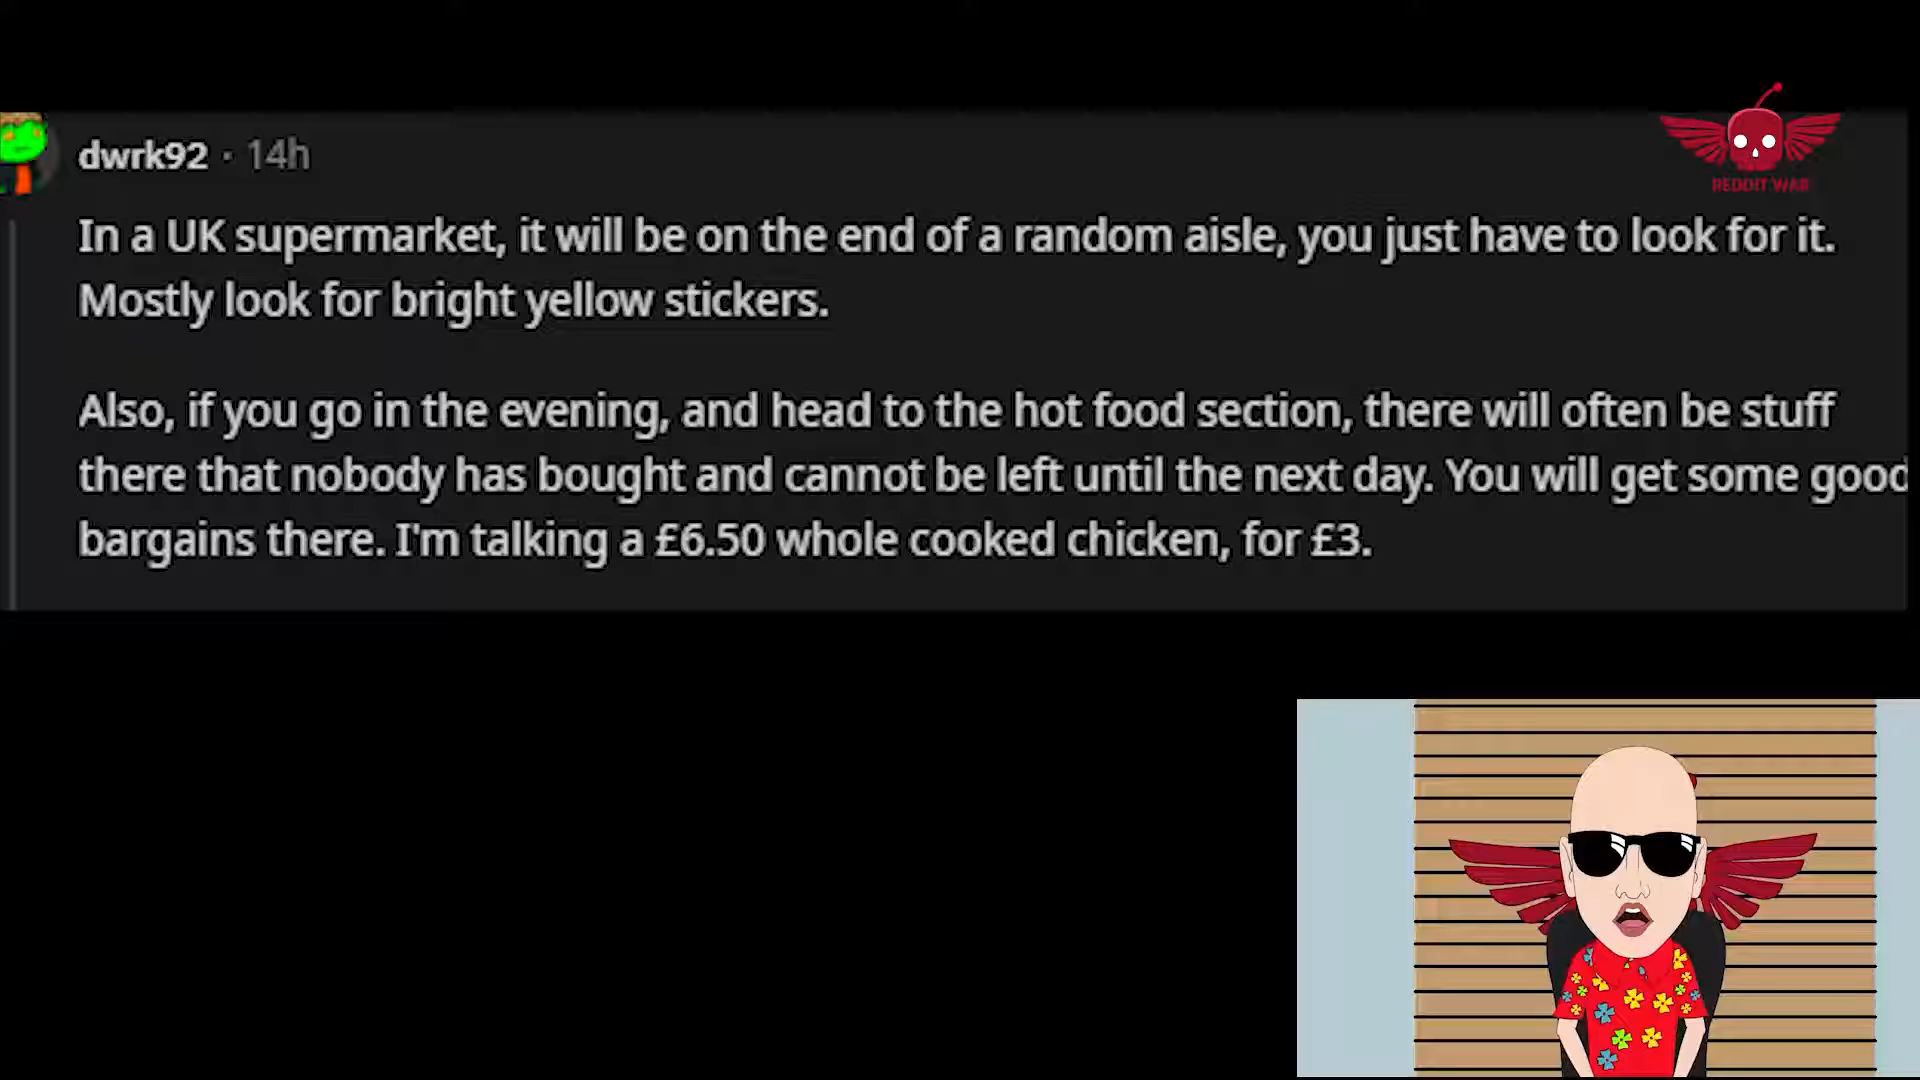 dwrk92 · 14h
REDDIT WAR
In a UK supermarket, it will be on the end of a random aisle, you just have to look for it.
Mostly look for bright yellow stickers.
Also, if you go in the evening, and head to the hot food section, there will often be stuff
there that nobody has bought and cannot be left until the next day. You will get some good
bargains there. I'm talking a £6.50 whole cooked chicken, for £3.